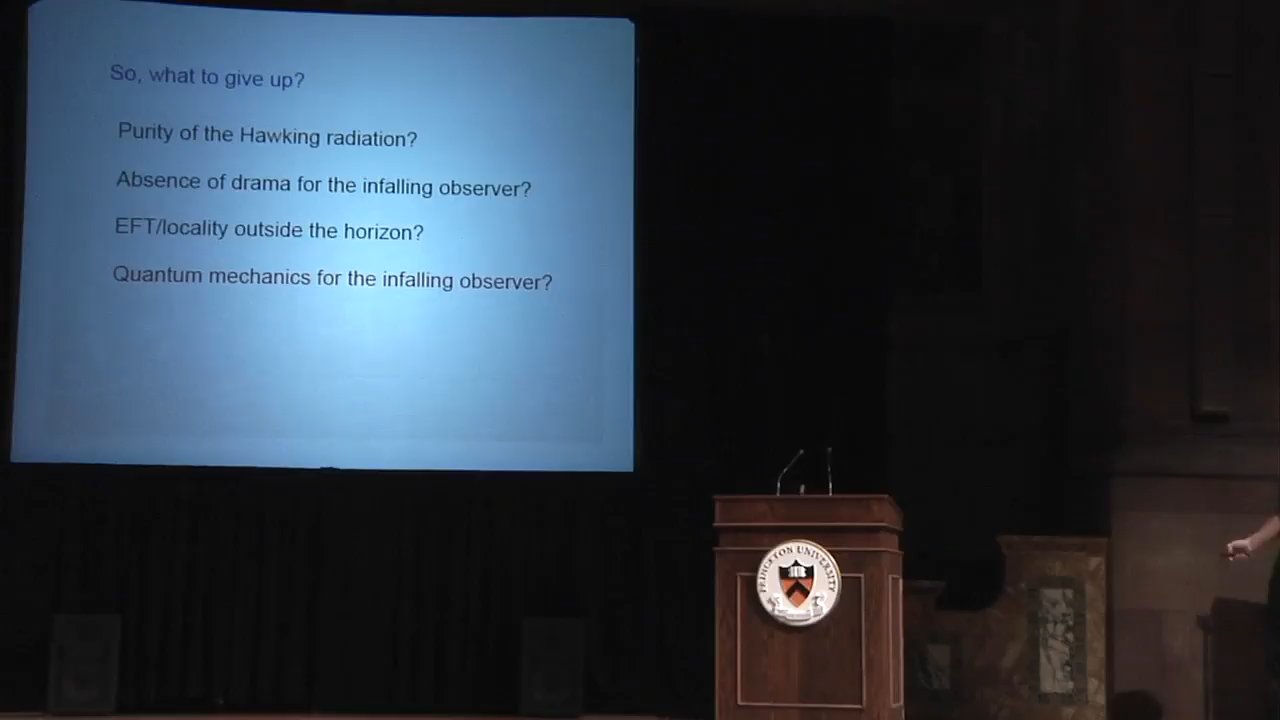 So, what to give up?
Purity of the Hawking radiation?
Absence of drama for the infalling observer?
EFT/locality outside the horizon?
Quantum mechanics for the infalling observer?
PRINCETON UNIVERSITY